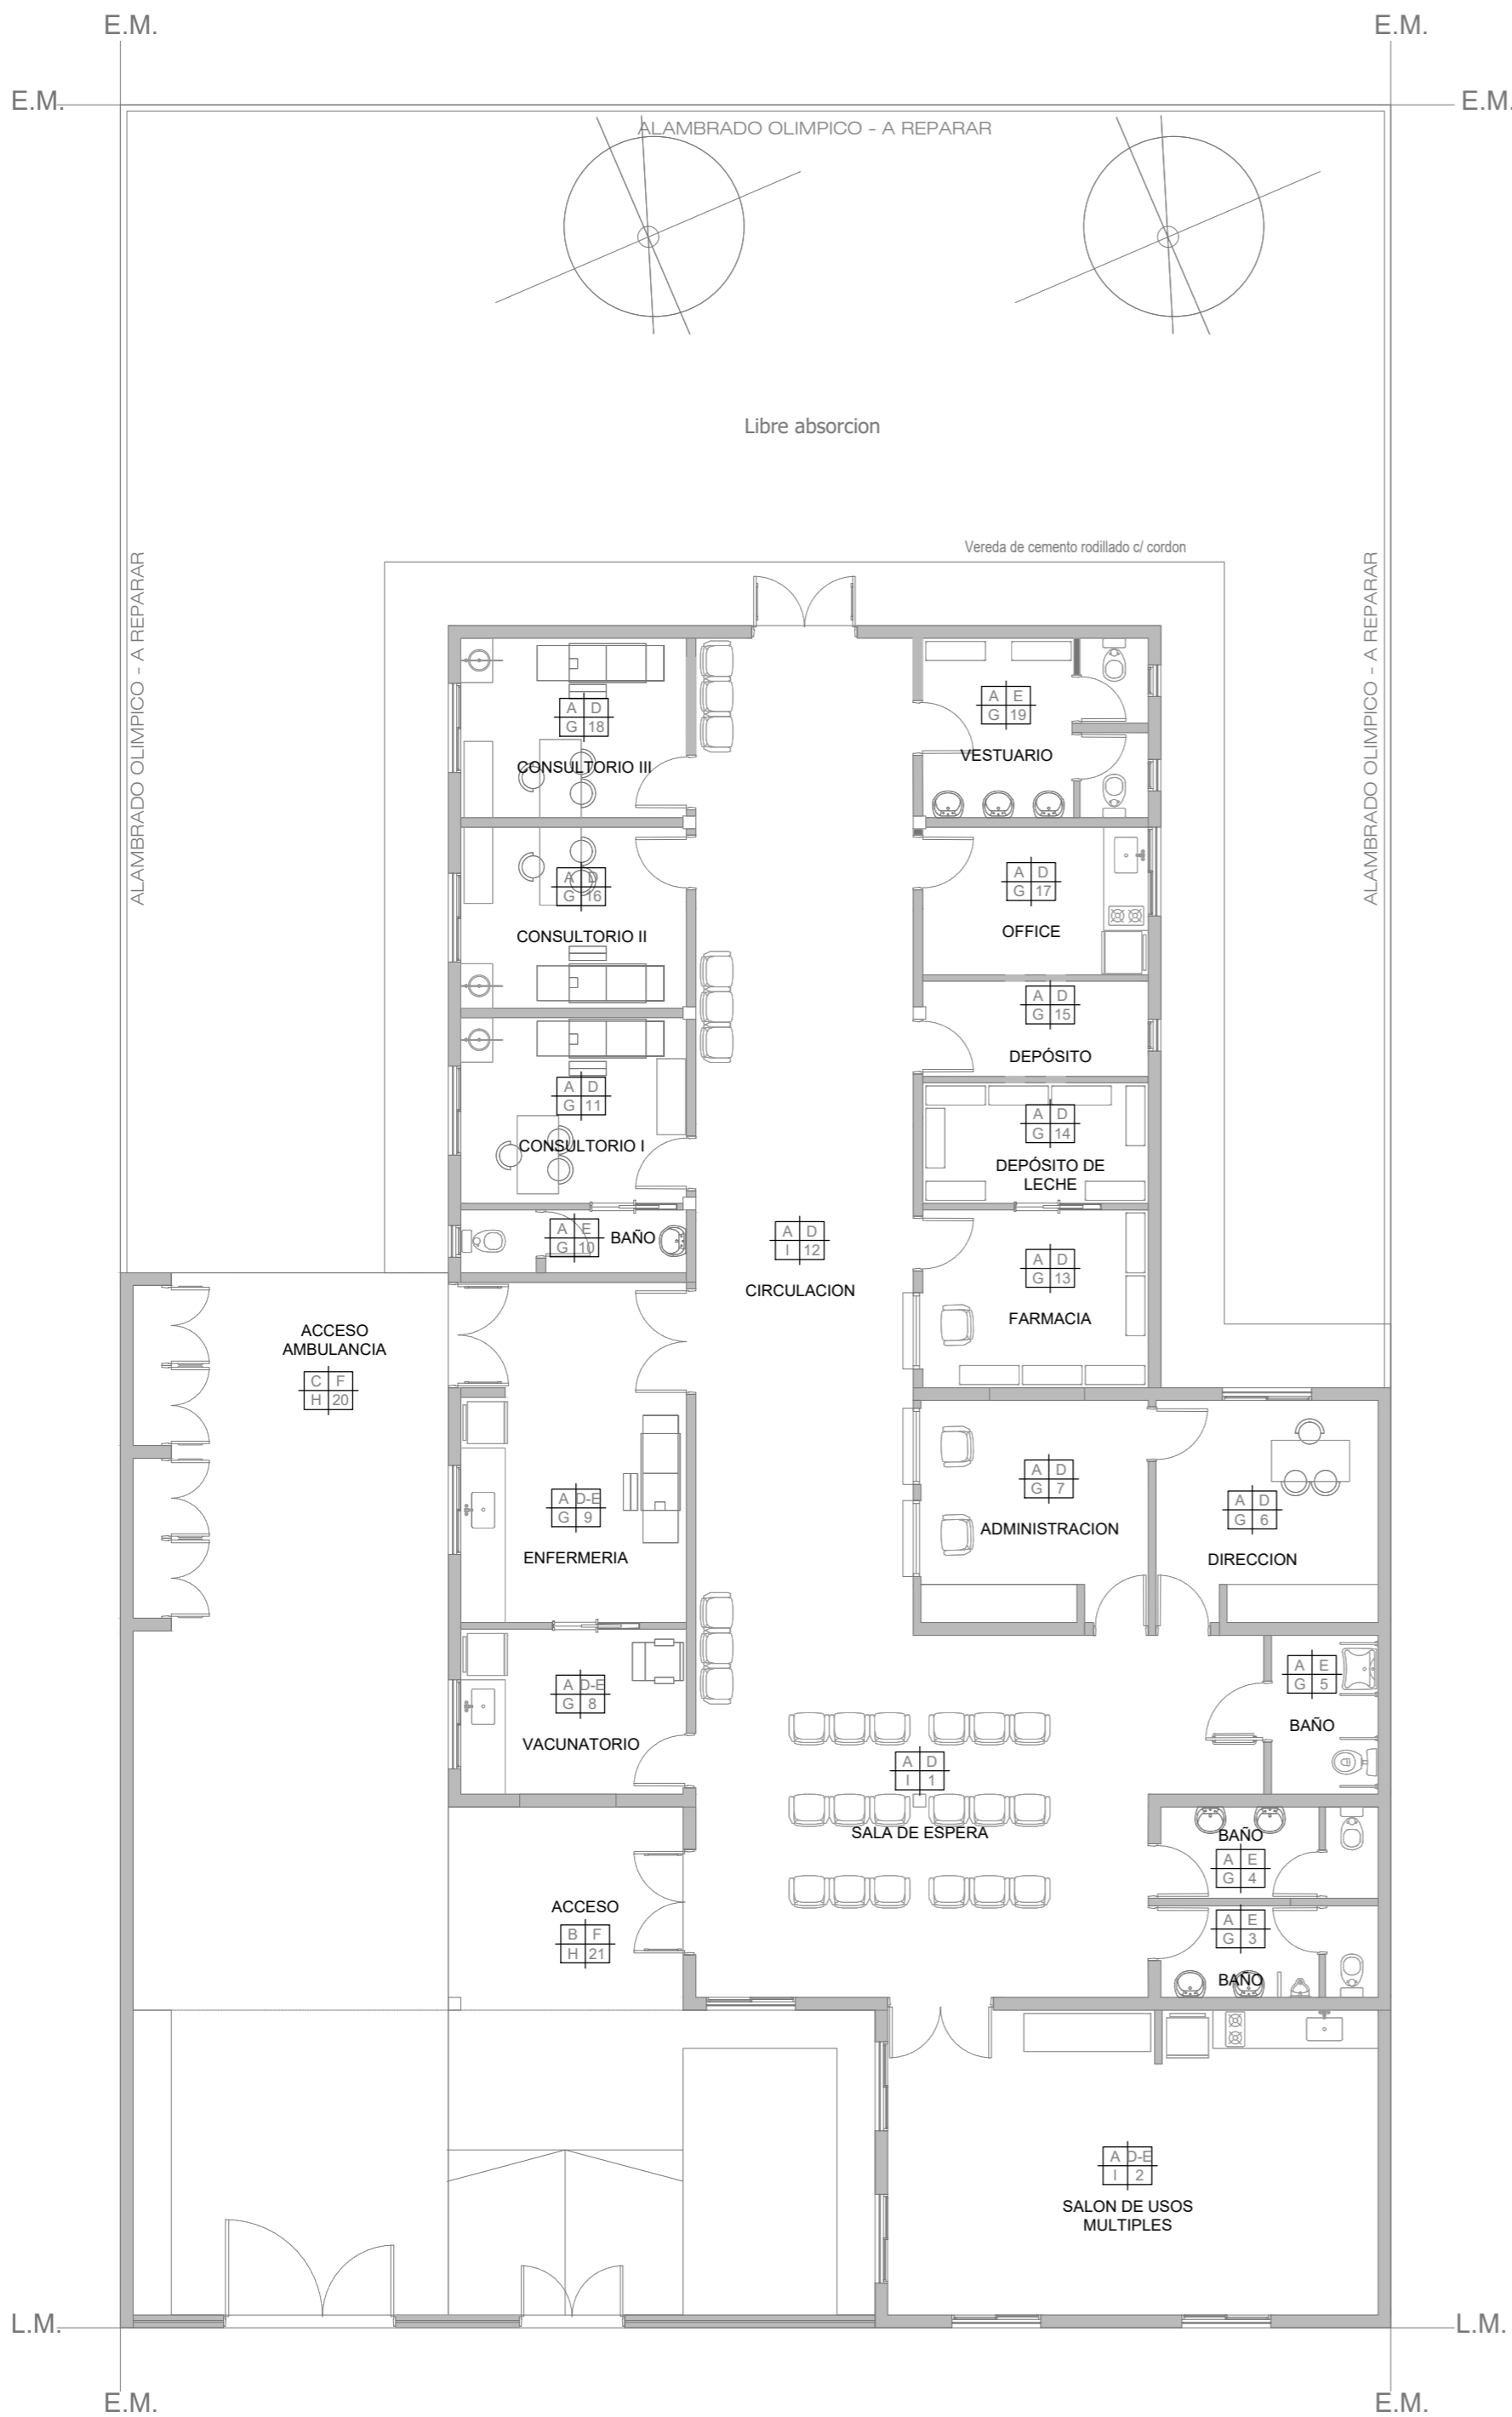 E.M.
E.M.
E.M.
E.M.
ALAMBRADO OLIMPICO - A REPARAR
Libre absorcion
Vereda de cemento rodillado c/ cordon
ALAMBRADO OLIMPICO - A REPARAR
ALAMBRADO OLIMPICO - A REPARAR
A D
G 18
CONSULTORIO III
A E
G 19
VESTUARIO
A D
G 16
CONSULTORIO II
A D
G 17
OFFICE
A D
G 15
DEPÓSITO
A D
G 11
CONSULTORIO I
A D
G 14
DEPÓSITO DE
LECHE
A E
G 10
BAÑO
A D
I 12
CIRCULACION
A D
G 13
FARMACIA
ACCESO
AMBULANCIA
C F
H 20
A D-E
G 9
ENFERMERIA
A D
G 7
ADMINISTRACION
A D
G 6
DIRECCION
A D-E
G 8
VACUNATORIO
A E
G 5
BAÑO
A D
I 1
SALA DE ESPERA
BAÑO
A E
G 4
ACCESO
B F
H 21
A E
G 3
BAÑO
A D-E
I 2
SALON DE USOS
MULTIPLES
L.M.
L.M.
E.M.
E.M.